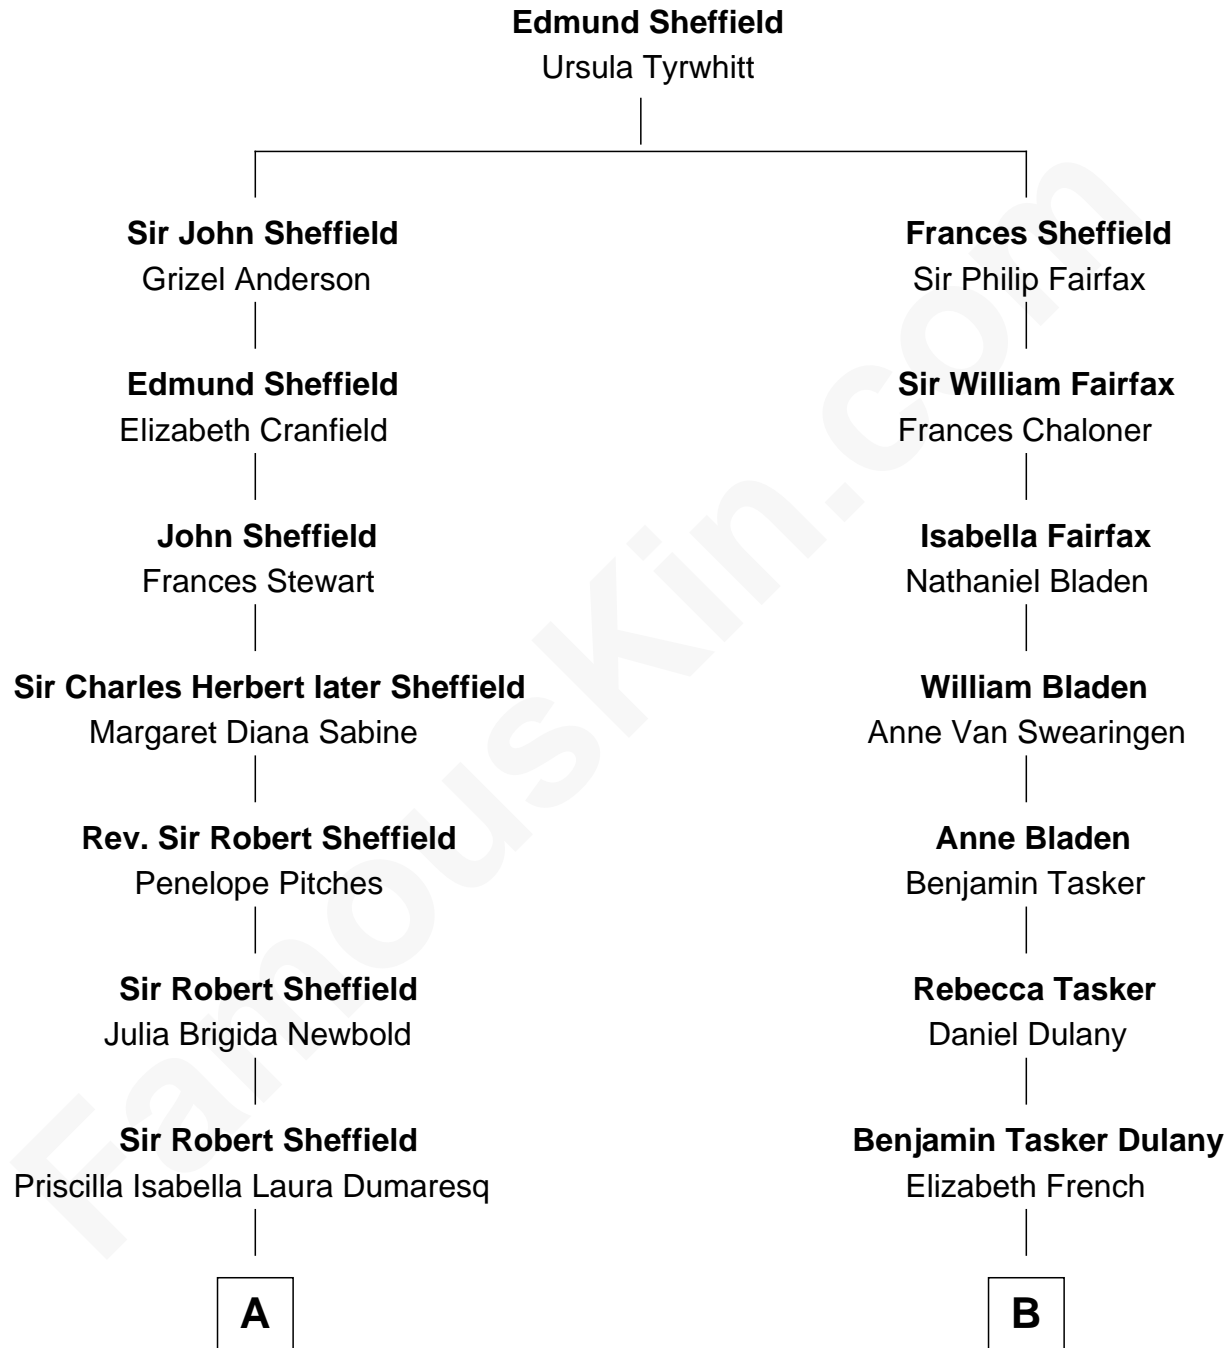 Edmund Sheffield
Ursula Tyrwhitt
Sir John Sheffield
Grizel Anderson
Edmund Sheffield
Elizabeth Cranfield
John Sheffield
Frances Stewart
Sir Charles Herbert later Sheffield
Margaret Diana Sabine
Rev. Sir Robert Sheffield
Penelope Pitches
Sir Robert Sheffield
Julia Brigida Newbold
Sir Robert Sheffield
Priscilla Isabella Laura Dumaresq
A
Frances Sheffield
Sir Philip Fairfax
Sir William Fairfax
Frances Chaloner
Isabella Fairfax
Nathaniel Bladen
William Bladen
Anne Van Swearingen
Anne Bladen
Benjamin Tasker
Rebecca Tasker
Daniel Dulany
Benjamin Tasker Dulany
Elizabeth French
B
FamousKin.com